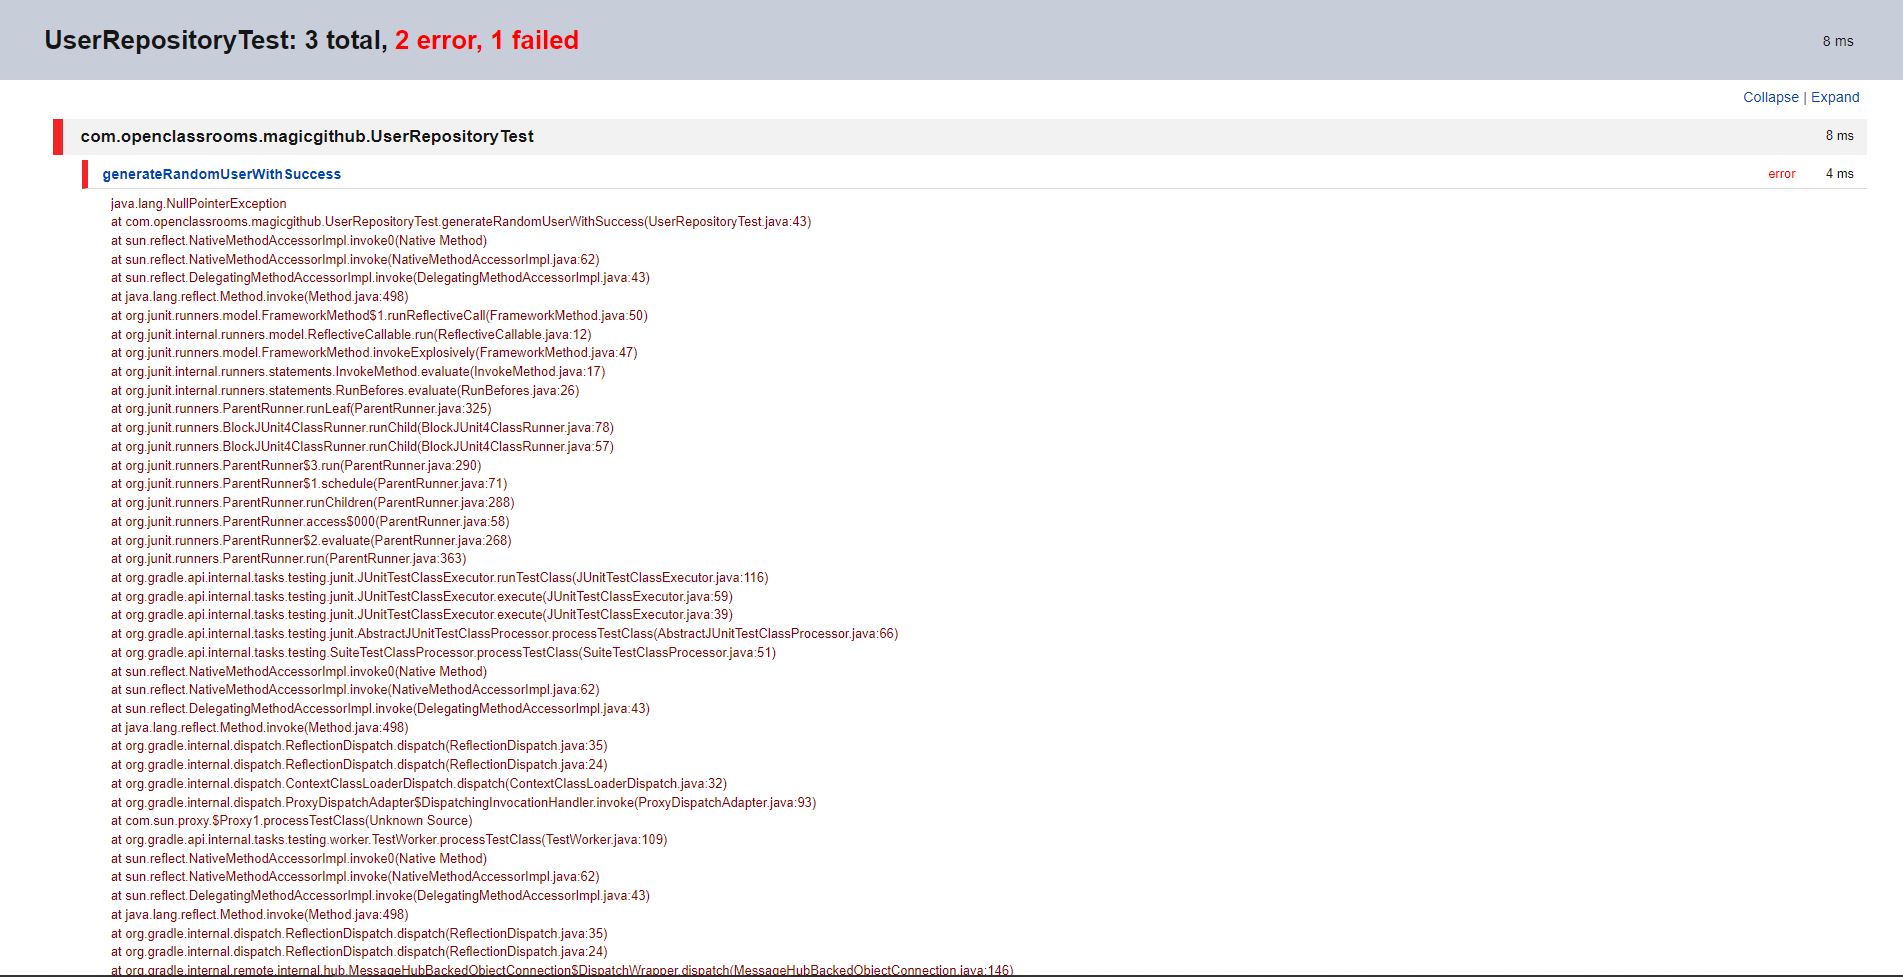 UserRepositoryTest: 3 total, 2 error, 1 failed
8 ms
Collapse | Expand
com.openclassrooms.magicgithub.UserRepositoryTest
8 ms
generateRandomUserWithSuccess
error
4 ms
java.lang.NullPointerException
at com.openclassrooms.magicgithub.UserRepositoryTest.generateRandomUserWithSuccess(UserRepositoryTest.java:43)
at sun.reflect.NativeMethodAccessorImpl.invoke0(Native Method)
at sun.reflect.NativeMethodAccessorImpl.invoke(NativeMethodAccessorImpl.java:62)
at sun.reflect.DelegatingMethodAccessorImpl.invoke(DelegatingMethodAccessorImpl.java:43)
at java.lang.reflect.Method.invoke(Method.java:498)
at org.junit.runners.model.FrameworkMethod$1.runReflectiveCall(FrameworkMethod.java:50)
at org.junit.internal.runners.model.ReflectiveCallable.run(ReflectiveCallable.java:12)
at org.junit.runners.model.FrameworkMethod.invokeExplosively(FrameworkMethod.java:47)
at org.junit.internal.runners.statements.InvokeMethod.evaluate(InvokeMethod.java:17)
at org.junit.internal.runners.statements.RunBefores.evaluate(RunBefores.java:26)
at org.junit.runners.ParentRunner.runLeaf(ParentRunner.java:325)
at org.junit.runners.BlockJUnit4ClassRunner.runChild(BlockJUnit4ClassRunner.java:78)
at org.junit.runners.BlockJUnit4ClassRunner.runChild(BlockJUnit4ClassRunner.java:57)
at org.junit.runners.ParentRunner$3.run(ParentRunner.java:290)
at org.junit.runners.ParentRunner$1.schedule(ParentRunner.java:71)
at org.junit.runners.ParentRunner.runChildren(ParentRunner.java:288)
at org.junit.runners.ParentRunner.access$000(ParentRunner.java:58)
at org.junit.runners.ParentRunner$2.evaluate(ParentRunner.java:268)
at org.junit.runners.ParentRunner.run(ParentRunner.java:363)
at org.gradle.api.internal.tasks.testing.junit.JUnitTestClassExecutor.runTestClass(JUnitTestClassExecutor.java:116)
at org.gradle.api.internal.tasks.testing.junit.JUnitTestClassExecutor.execute(JUnitTestClassExecutor.java:59)
at org.gradle.api.internal.tasks.testing.junit.JUnitTestClassExecutor.execute(JUnitTestClassExecutor.java:39)
at org.gradle.api.internal.tasks.testing.junit.AbstractJUnitTestClassProcessor.processTestClass(AbstractJUnitTestClassProcessor.java:66)
at org.gradle.api.internal.tasks.testing.SuiteTestClassProcessor.processTestClass(SuiteTestClassProcessor.java:51)
at sun.reflect.NativeMethodAccessorImpl.invoke0(Native Method)
at sun.reflect.NativeMethodAccessorImpl.invoke(NativeMethodAccessorImpl.java:62)
at sun.reflect.DelegatingMethodAccessorImpl.invoke(DelegatingMethodAccessorImpl.java:43)
at java.lang.reflect.Method.invoke(Method.java:498)
at org.gradle.internal.dispatch.ReflectionDispatch.dispatch(ReflectionDispatch.java:35)
at org.gradle.internal.dispatch.ReflectionDispatch.dispatch(ReflectionDispatch.java:24)
at org.gradle.internal.dispatch.ContextClassLoaderDispatch.dispatch(ContextClassLoaderDispatch.java:32)
at org.gradle.internal.dispatch.ProxyDispatchAdapter$DispatchingInvocationHandler.invoke(ProxyDispatchAdapter.java:93)
at com.sun.proxy.$Proxy1.processTestClass(Unknown Source)
at org.gradle.api.internal.tasks.testing.worker.TestWorker.processTestClass(TestWorker.java:109)
at sun.reflect.NativeMethodAccessorImpl.invoke0(Native Method)
at sun.reflect.NativeMethodAccessorImpl.invoke(NativeMethodAccessorImpl.java:62)
at sun.reflect.DelegatingMethodAccessorImpl.invoke(DelegatingMethodAccessorImpl.java:43)
at java.lang.reflect.Method.invoke(Method.java:498)
at org.gradle.internal.dispatch.ReflectionDispatch.dispatch(ReflectionDispatch.java:35)
at org.gradle.internal.dispatch.ReflectionDispatch.dispatch(ReflectionDispatch.java:24)
at org.gradle.internal.remote.internal.hub.MessageHubBackedObjectConnection$DispatchWrapper.dispatch(MessageHubBackedObjectConnection.java:146)